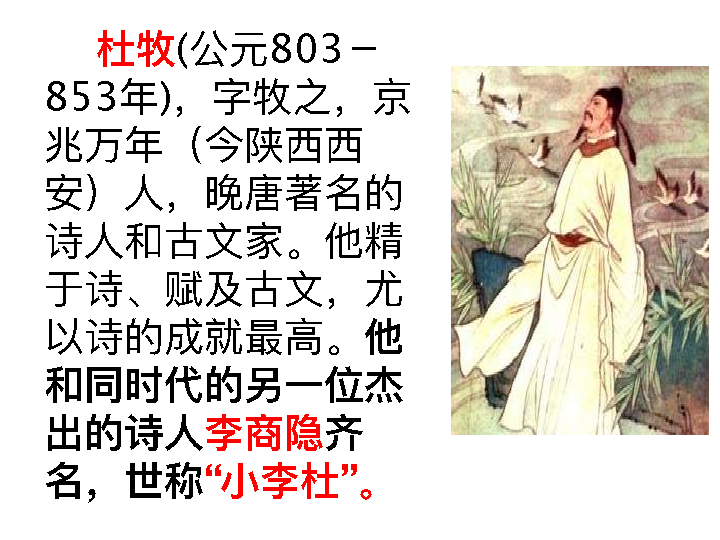 杜牧(公元803－
853年)，字牧之，京
兆万年（今陕西西
安）人，晚唐著名的
诗人和古文家。他精
于诗、赋及古文，尤
以诗的成就最高。他
和同时代的另一位杰
出的诗人李商隐齐
名，世称“小李杜”。